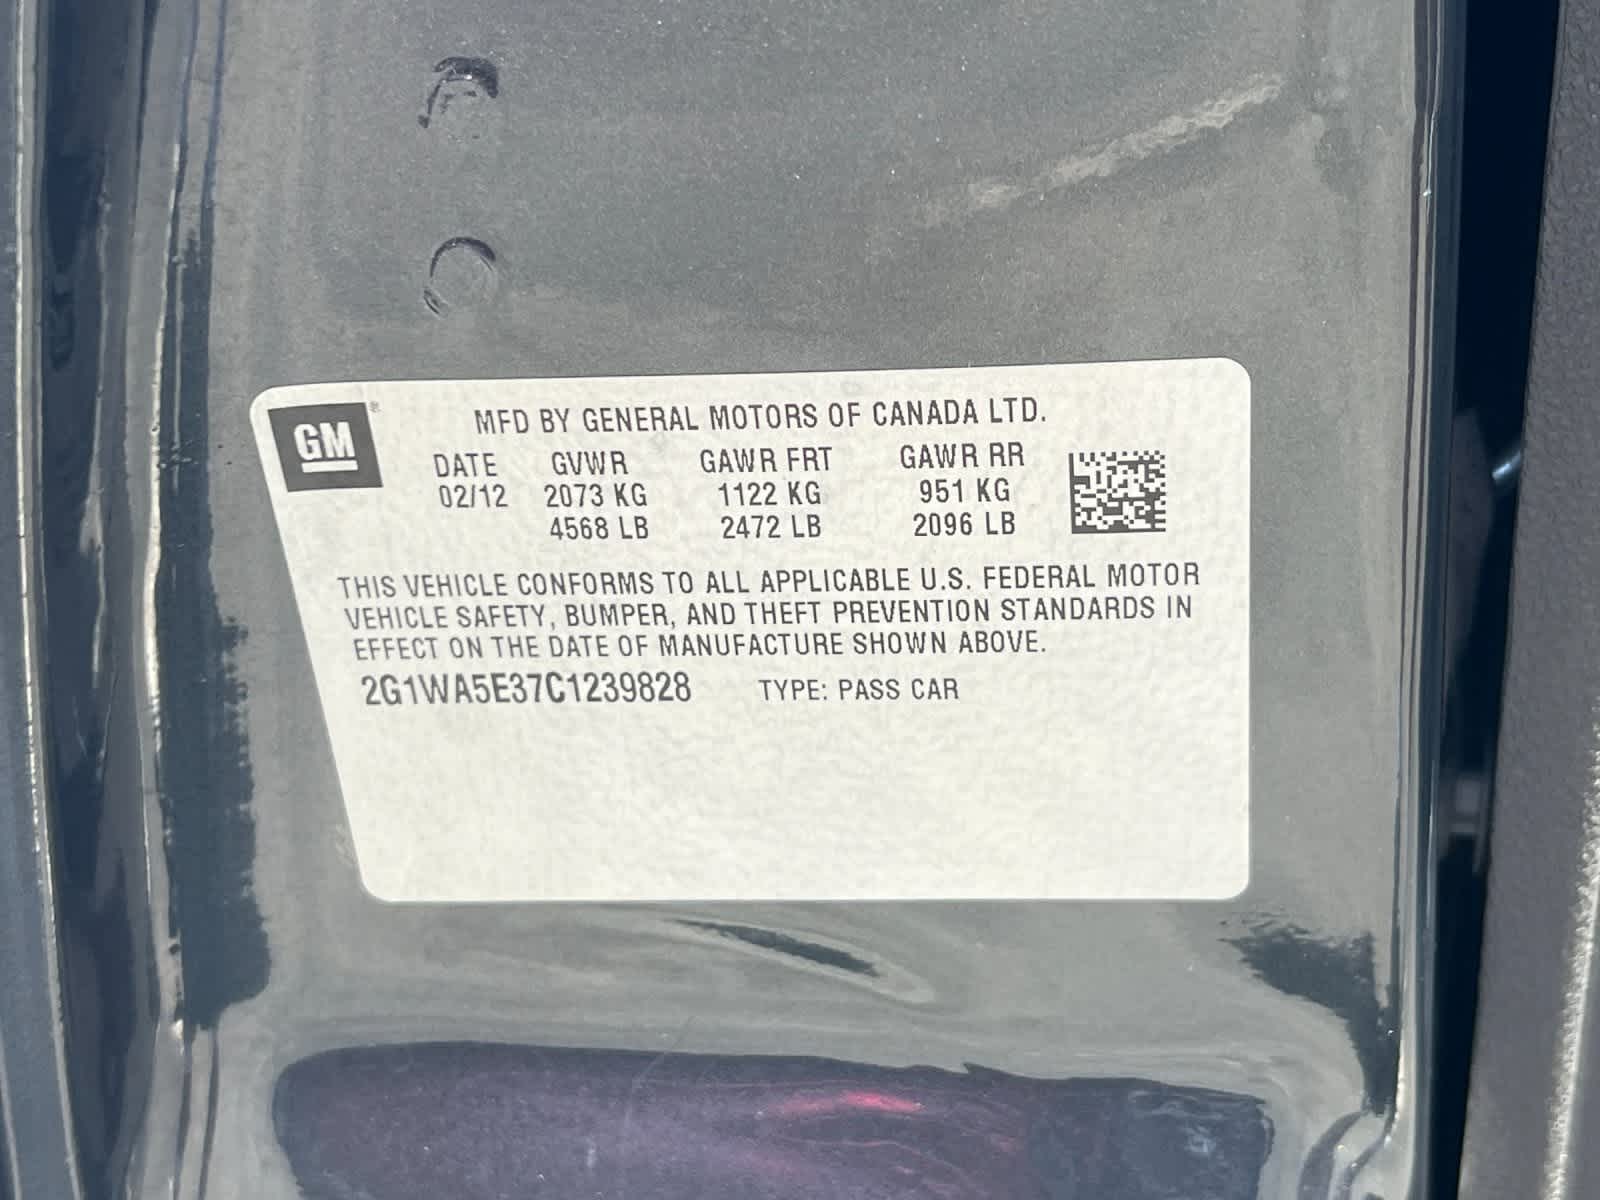 GM
MFD BY GENERAL MOTORS OF CANADA LTD.
DATE GVWR GAWR FRT GAWR RR
02/12 2073 KG 1122 KG 951 KG
4568 LB 2472 LB 2096 LB
THIS VEHICLE CONFORMS TO ALL APPLICABLE U.S. FEDERAL MOTOR
VEHICLE SAFETY, BUMPER, AND THEFT PREVENTION STANDARDS IN
EFFECT ON THE DATE OF MANUFACTURE SHOWN ABOVE.
2G1WA5E37C1239828 TYPE: PASS CAR